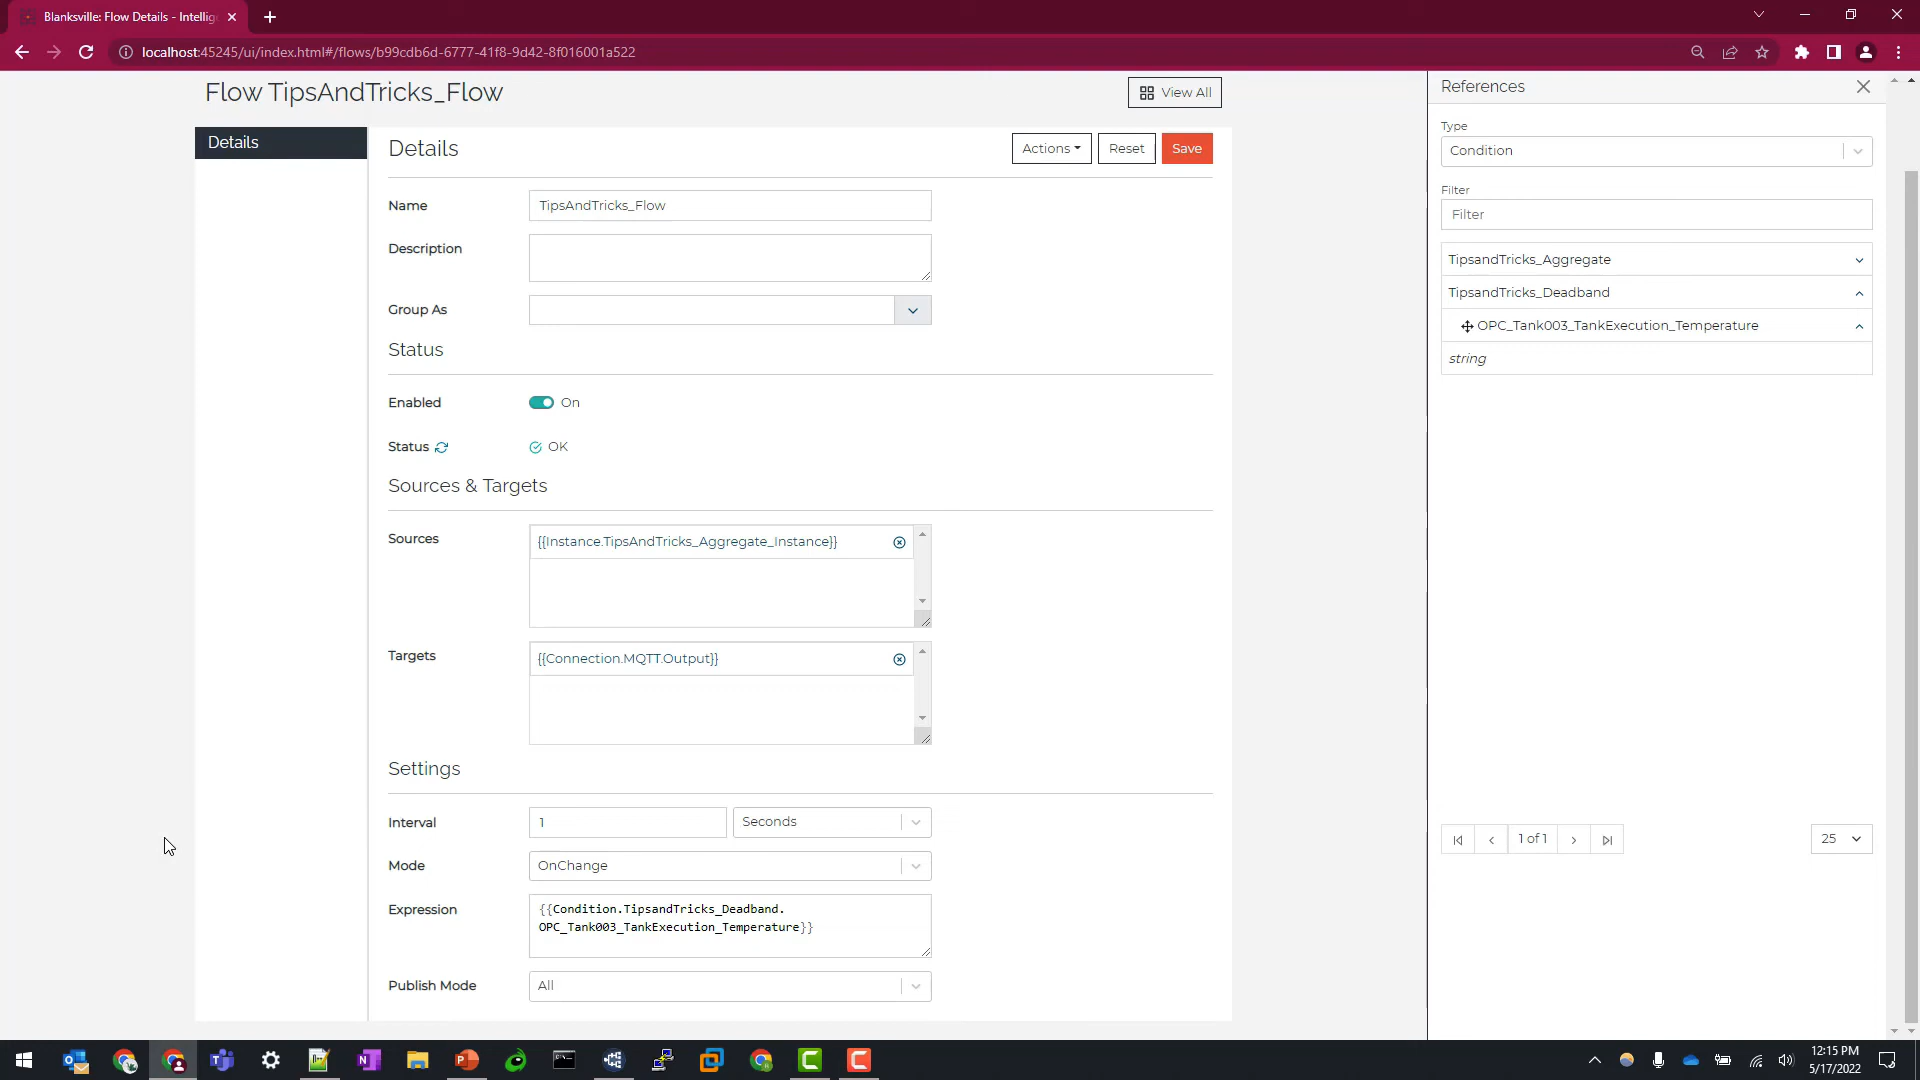 Blanksville: Flow Details - Intellig
localhost:45245/ui/index.html#/flows/b99cdb6d-6777-41f8-9d42-8f016001a522
Flow TipsAndTricks_Flow
View All
Details
Details
Actions
Reset
Save
Name
TipsAndTricks_Flow
Description
Group As
Status
Enabled
On
Status
OK
Sources & Targets
Sources
{{Instance.TipsAndTricks_Aggregate_Instance}}
Targets
{{Connection.MQTT.Output}}
Settings
Interval
1
Seconds
Mode
OnChange
Expression
{{Condition.TipsandTricks_Deadband.
OPC_Tank003_TankExecution_Temperature}}
Publish Mode
All
References
Type
Condition
Filter
Filter
TipsandTricks_Aggregate
TipsandTricks_Deadband
OPC_Tank003_TankExecution_Temperature
string
1 of 1
25
12:15 PM
5/17/2022